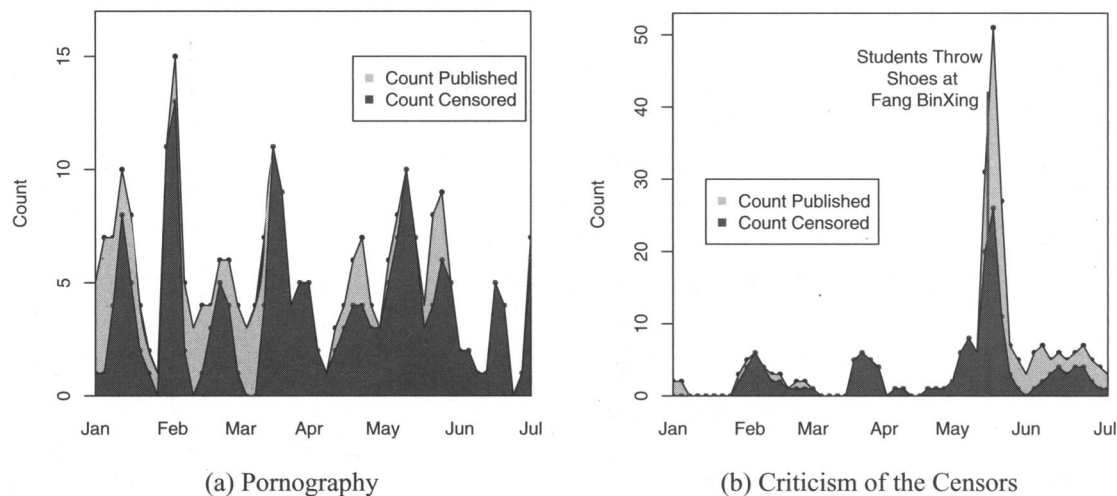 15
10
5
0
Count
Count Published
Count Censored
Jan Feb Mar Apr May Jun Jul
(a) Pornography
50
40
30
20
10
0
Count
Students Throw
Shoes at
Fang BinXing
Count Published
Count Censored
Jan Feb Mar Apr May Jun Jul
(b) Criticism of the Censors